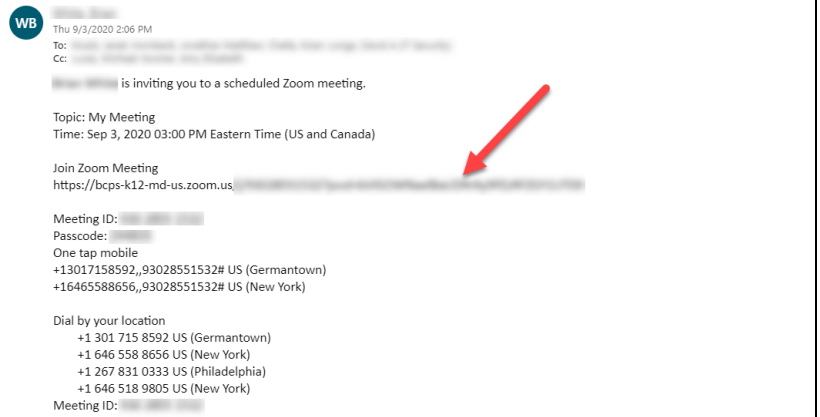 WB
Thu 9/3/2020 2:06 PM
To:
Cc:
is inviting you to a scheduled Zoom meeting.
Topic: My Meeting
Time: Sep 3, 2020 03:00 PM Eastern Time (US and Canada)
Join Zoom Meeting
https://bcps-k12-md-us.zoom.us/
Meeting ID:
Passcode:
One tap mobile
+13017158592,,93028551532# US (Germantown)
+16465588656,,93028551532# US (New York)
Dial by your location
+1 301 715 8592 US (Germantown)
+1 646 558 8656 US (New York)
+1 267 831 0333 US (Philadelphia)
+1 646 518 9805 US (New York)
Meeting ID: